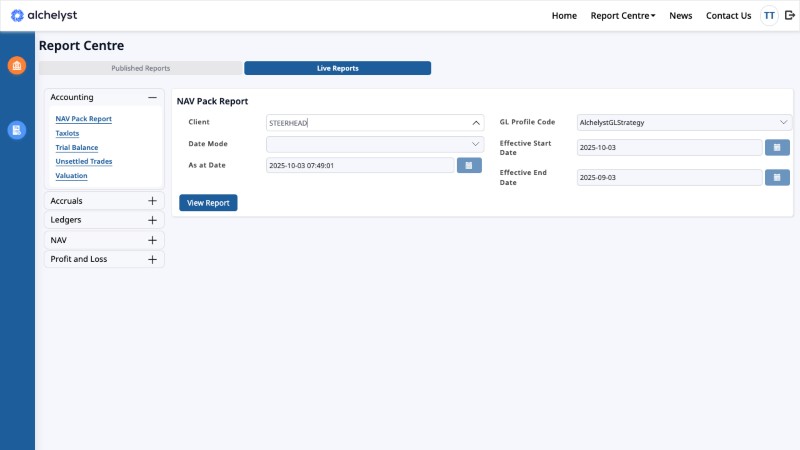 alchelyst
Home
Report Centre
News
Contact Us
TT
Report Centre
Published Reports
Live Reports
Accounting
NAV Pack Report
Taxlots
Trial Balance
Unsettled Trades
Valuation
Accruals
Ledgers
NAV
Profit and Loss
NAV Pack Report
Client
STEERHEAD
Date Mode
As at Date
2025-10-03 07:49:01
GL Profile Code
AlchelystGLStrategy
Effective Start
Date
2025-10-03
Effective End
Date
2025-09-03
View Report